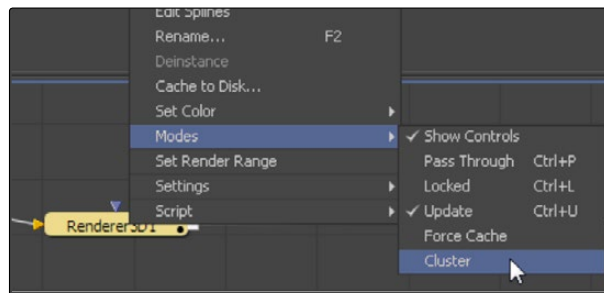 Edit Splines
Rename... F2
Deinstance
Cache to Disk...
Set Color
Modes
Set Render Range
Settings
Script
✓ Show Controls
Pass Through Ctrl+P
Locked Ctrl+L
✓ Update Ctrl+U
Force Cache
Cluster
Renderer3D1